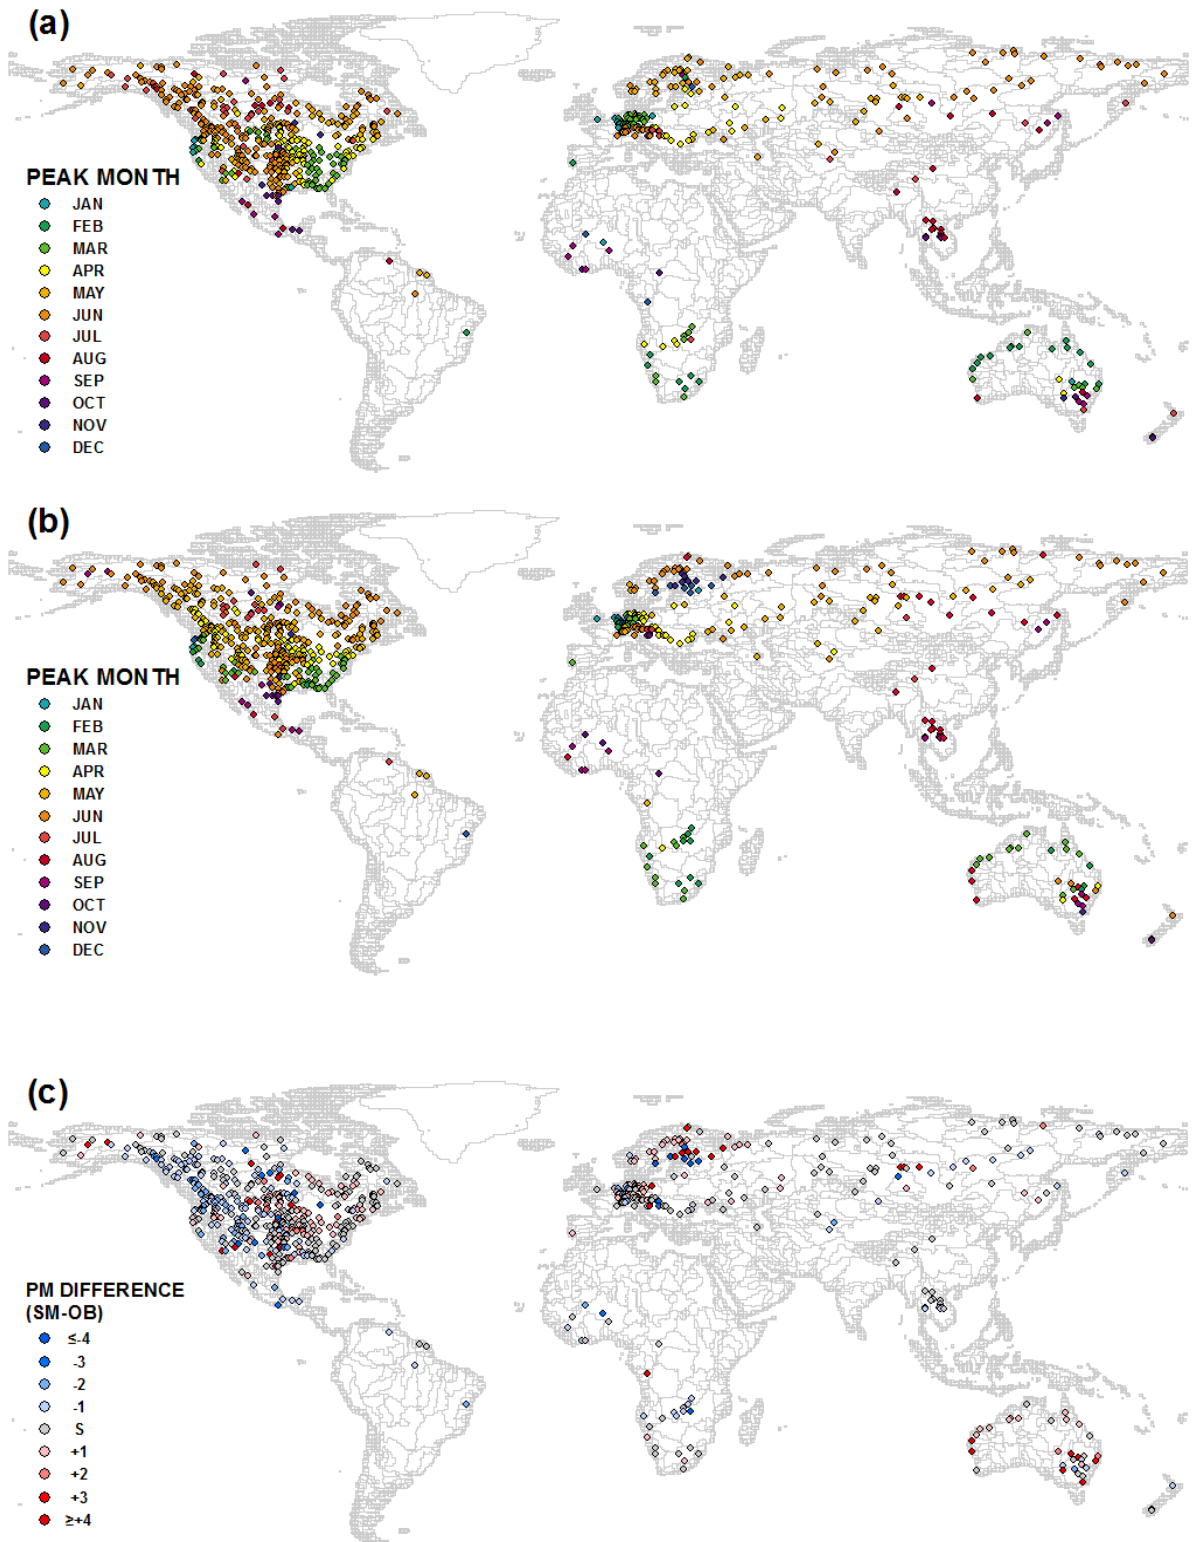 (a)
PEAK MONTH
JAN
FEB
MAR
APR
MAY
JUN
JUL
AUG
SEP
OCT
NOV
DEC
(b)
PEAK MONTH
JAN
FEB
MAR
APR
MAY
JUN
JUL
AUG
SEP
OCT
NOV
DEC
(c)
PM DIFFERENCE
(SM-OB)
≤-4
-3
-2
-1
S
+1
+2
+3
≥+4